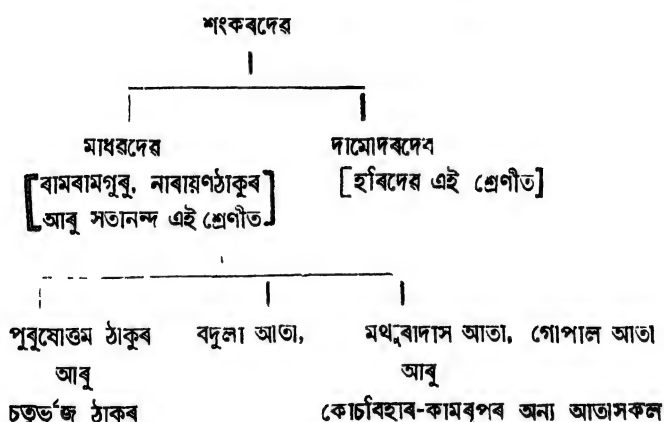 শংকৰদেৱ
মাধৱদেৱ দামোদৰদেব
[ৰামৰামগুৰু, নাৰায়ণঠাকুৰ [হৰিদেৱ এই শ্ৰেণীত]
আৰু সতানন্দ এই শ্ৰেণীত]
পুৰুষোত্তম ঠাকুৰ বদুলা আতা, মথুৰাদাস আতা, গোপাল আতা
আৰু আৰু
চতুৰ্ভুজ ঠাকুৰ কোচবিহাৰ-কামৰূপৰ অন্য আতাসকল